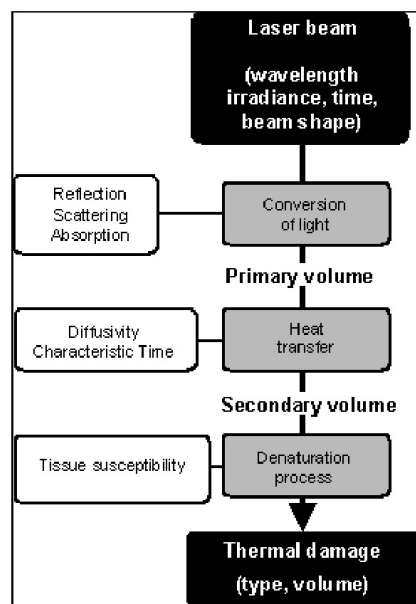 Laser beam
(wavelength
irradiance, time,
beam shape)
Reflection
Scattering
Absorption
Conversion
of light
Primary volume
Diffusivity
Characteristic Time
Heat
transfer
Secondary volume
Tissue susceptibility
Denaturation
process
Thermal damage
(type, volume)